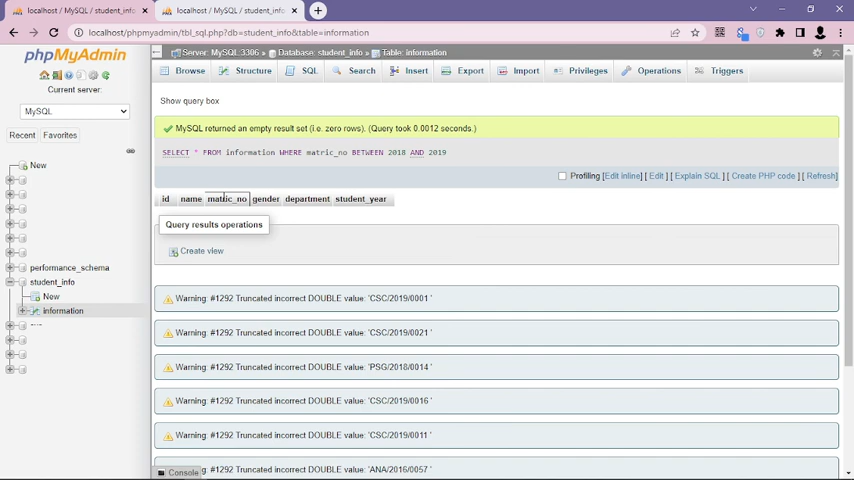 localhost / MySQL / student_info
localhost / MySQL / student_info
localhost/phpmyadmin/tbl_sql.php?db=student_info&table=information
phpMyAdmin
Current server:
MySQL
Recent Favorites
New
performance_schema
student_info
New
information
Server: MySQL:3306 » Database: student_info » Table: information
Browse Structure SQL Search Insert Export Import Privileges Operations Triggers
Show query box
MySQL returned an empty result set (i.e. zero rows). (Query took 0.0012 seconds.)
SELECT * FROM information WHERE matric_no BETWEEN 2018 AND 2019
Profiling [Edit inline] [ Edit ] [ Explain SQL ] [ Create PHP code ] [ Refresh]
id name matric_no gender department student_year
Query results operations
Create view
Warning: #1292 Truncated incorrect DOUBLE value: 'CSC/2019/0001 '
Warning: #1292 Truncated incorrect DOUBLE value: 'CSC/2019/0021 '
Warning: #1292 Truncated incorrect DOUBLE value: 'PSG/2018/0014 '
Warning: #1292 Truncated incorrect DOUBLE value: 'CSC/2019/0016 '
Warning: #1292 Truncated incorrect DOUBLE value: 'CSC/2019/0011 '
#1292 Truncated incorrect DOUBLE value: 'ANA/2016/0057 '
Console